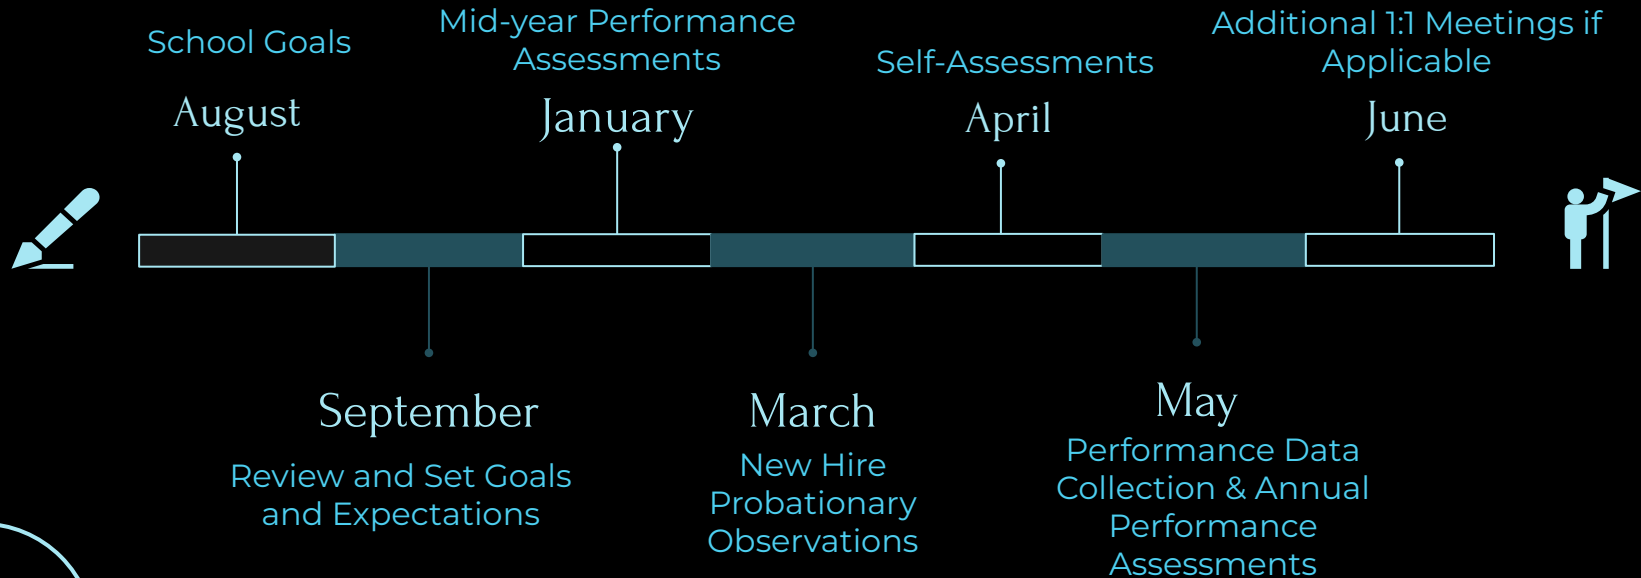 School Goals
August
Mid-year Performance
Assessments
January
Self-Assessments
April
Additional 1:1 Meetings if
Applicable
June
September
Review and Set Goals
and Expectations
March
New Hire
Probationary
Observations
May
Performance Data
Collection & Annual
Performance
Assessments